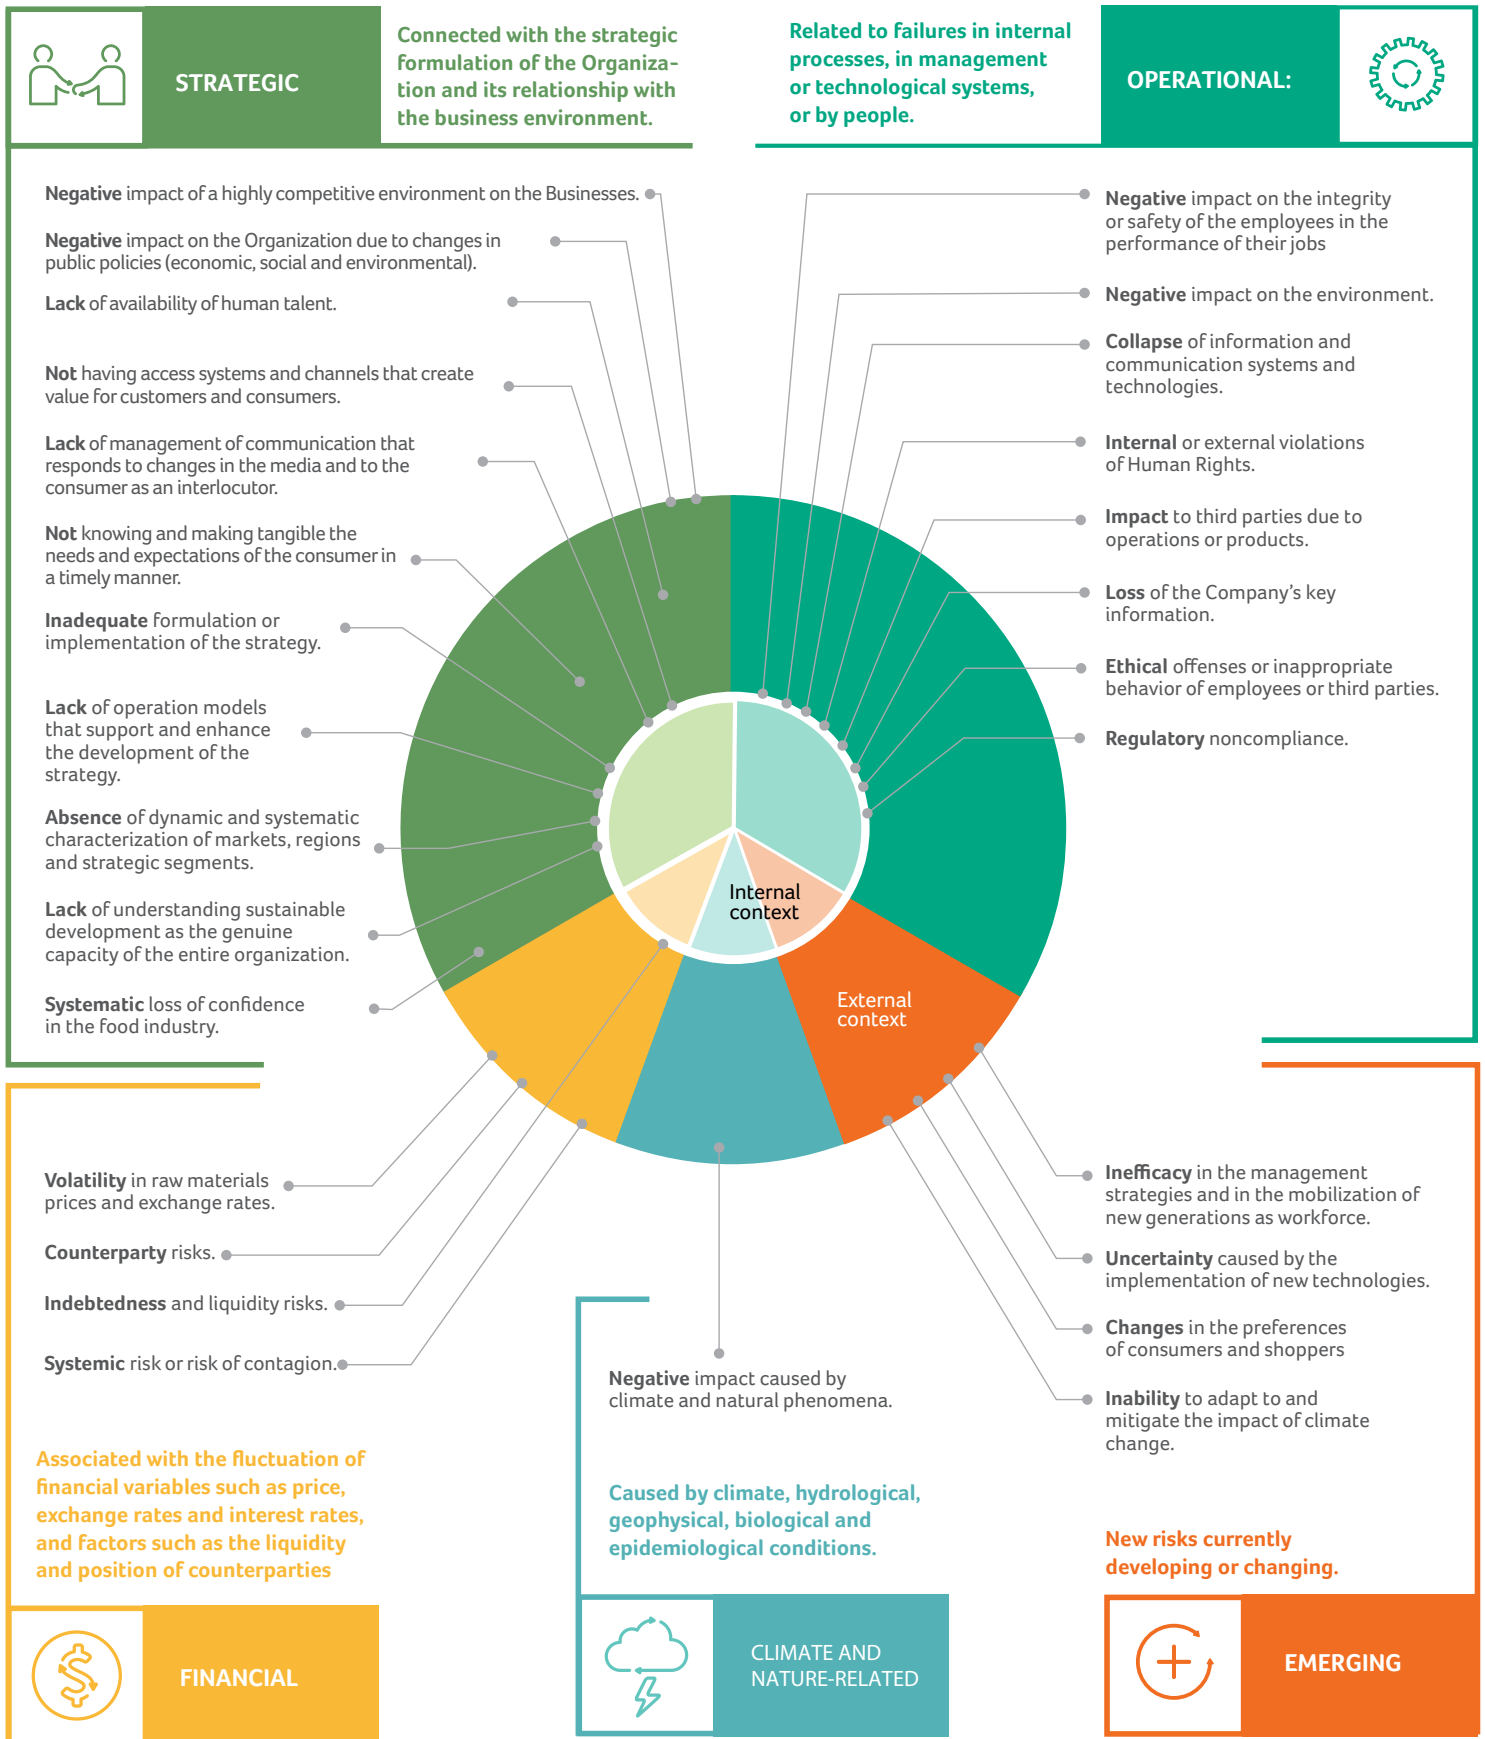 STRATEGIC
Connected with the strategic
formulation of the Organiza-
tion and its relationship with
the business environment.
Negative impact of a highly competitive environment on the Businesses.
Negative impact on the Organization due to changes in
public policies (economic, social and environmental).
Lack of availability of human talent.
Not having access systems and channels that create
value for customers and consumers.
Lack of management of communication that
responds to changes in the media and to the
consumer as an interlocutor.
Not knowing and making tangible the
needs and expectations of the consumer in
a timely manner.
Inadequate formulation or
implementation of the strategy.
Lack of operation models
that support and enhance
the development of the
strategy.
Absence of dynamic and systematic
characterization of markets, regions
and strategic segments.
Lack of understanding sustainable
development as the genuine
capacity of the entire organization.
Systematic loss of confidence
in the food industry.
Related to failures in internal
processes, in management
or technological systems,
or by people.
OPERATIONAL:
Negative impact on the integrity
or safety of the employees in the
performance of their jobs
Negative impact on the environment.
Collapse of information and
communication systems and
technologies.
Internal or external violations
of Human Rights.
Impact to third parties due to
operations or products.
Loss of the Company's key
information.
Ethical offenses or inappropriate
behavior of employees or third parties.
Regulatory noncompliance.
Internal
context
External
context
Volatility in raw materials
prices and exchange rates.
Counterparty risks.
Indebtedness and liquidity risks.
Systemic risk or risk of contagion.
Associated with the fluctuation of
financial variables such as price,
exchange rates and interest rates,
and factors such as the liquidity
and position of counterparties
FINANCIAL
Negative impact caused by
climate and natural phenomena.
Caused by climate, hydrological,
geophysical, biological and
epidemiological conditions.
CLIMATE AND
NATURE-RELATED
Inefficacy in the management
strategies and in the mobilization of
new generations as workforce.
Uncertainty caused by the
implementation of new technologies.
Changes in the preferences
of consumers and shoppers
Inability to adapt to and
mitigate the impact of climate
change.
New risks currently
developing or changing.
EMERGING